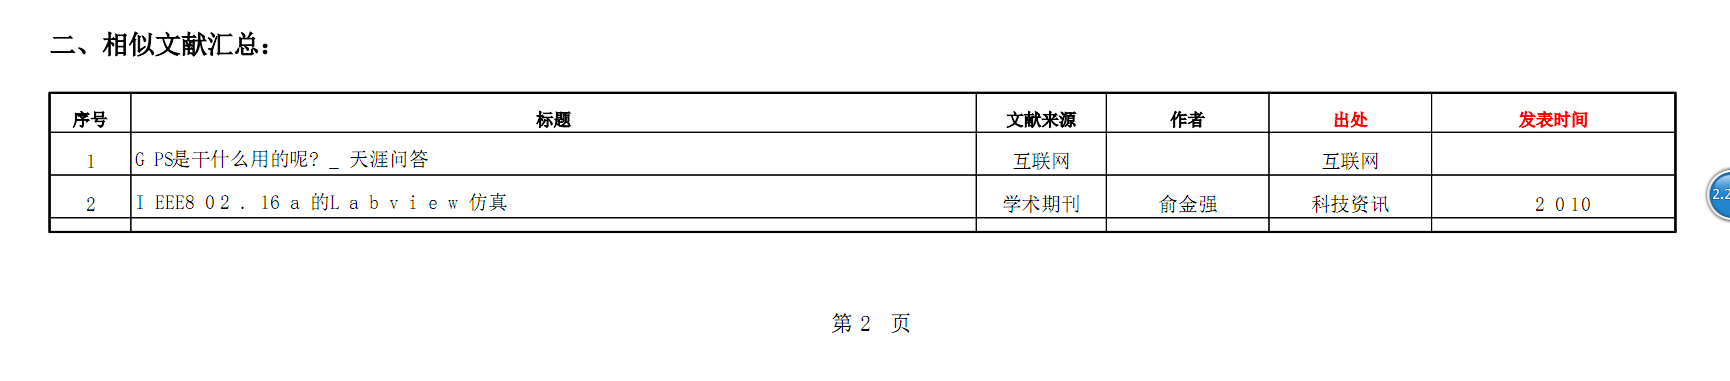 二、相似文献汇总：
序号 标题 文献来源 作者 出处 发表时间
1 G PS是干什么用的呢? _ 天涯问答 互联网 互联网
2 I EEE8 0 2 . 16 a 的L a b v i e w 仿真 学术期刊 俞金强 科技资讯 2 0 10
第 2 页
2.2